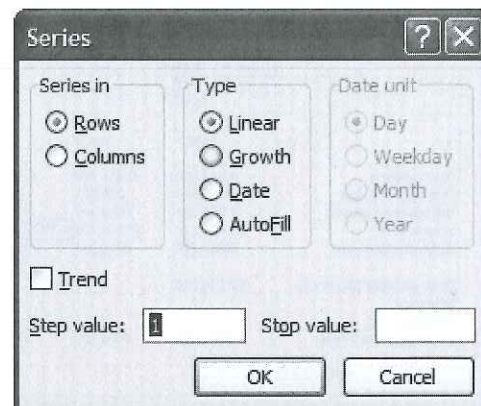 Series
Series in
Rows
Columns
Type
Linear
Growth
Date
AutoFill
Date unit
Day
Weekday
Month
Year
Trend
Step value: 1
Stop value:
OK
Cancel